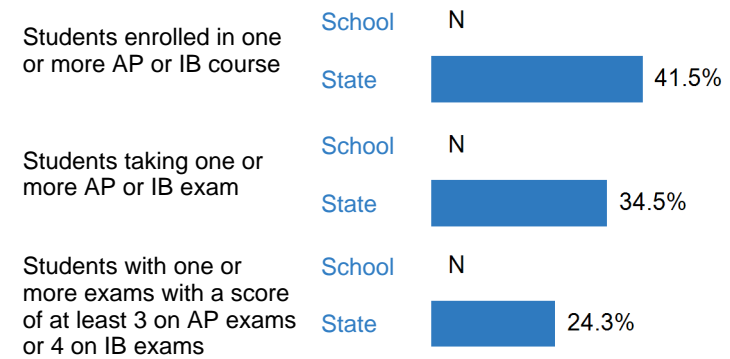 Students enrolled in one
or more AP or IB course
School N
State 41.5%
Students taking one or
more AP or IB exam
School N
State 34.5%
Students with one or
more exams with a score
of at least 3 on AP exams
or 4 on IB exams
School N
State 24.3%